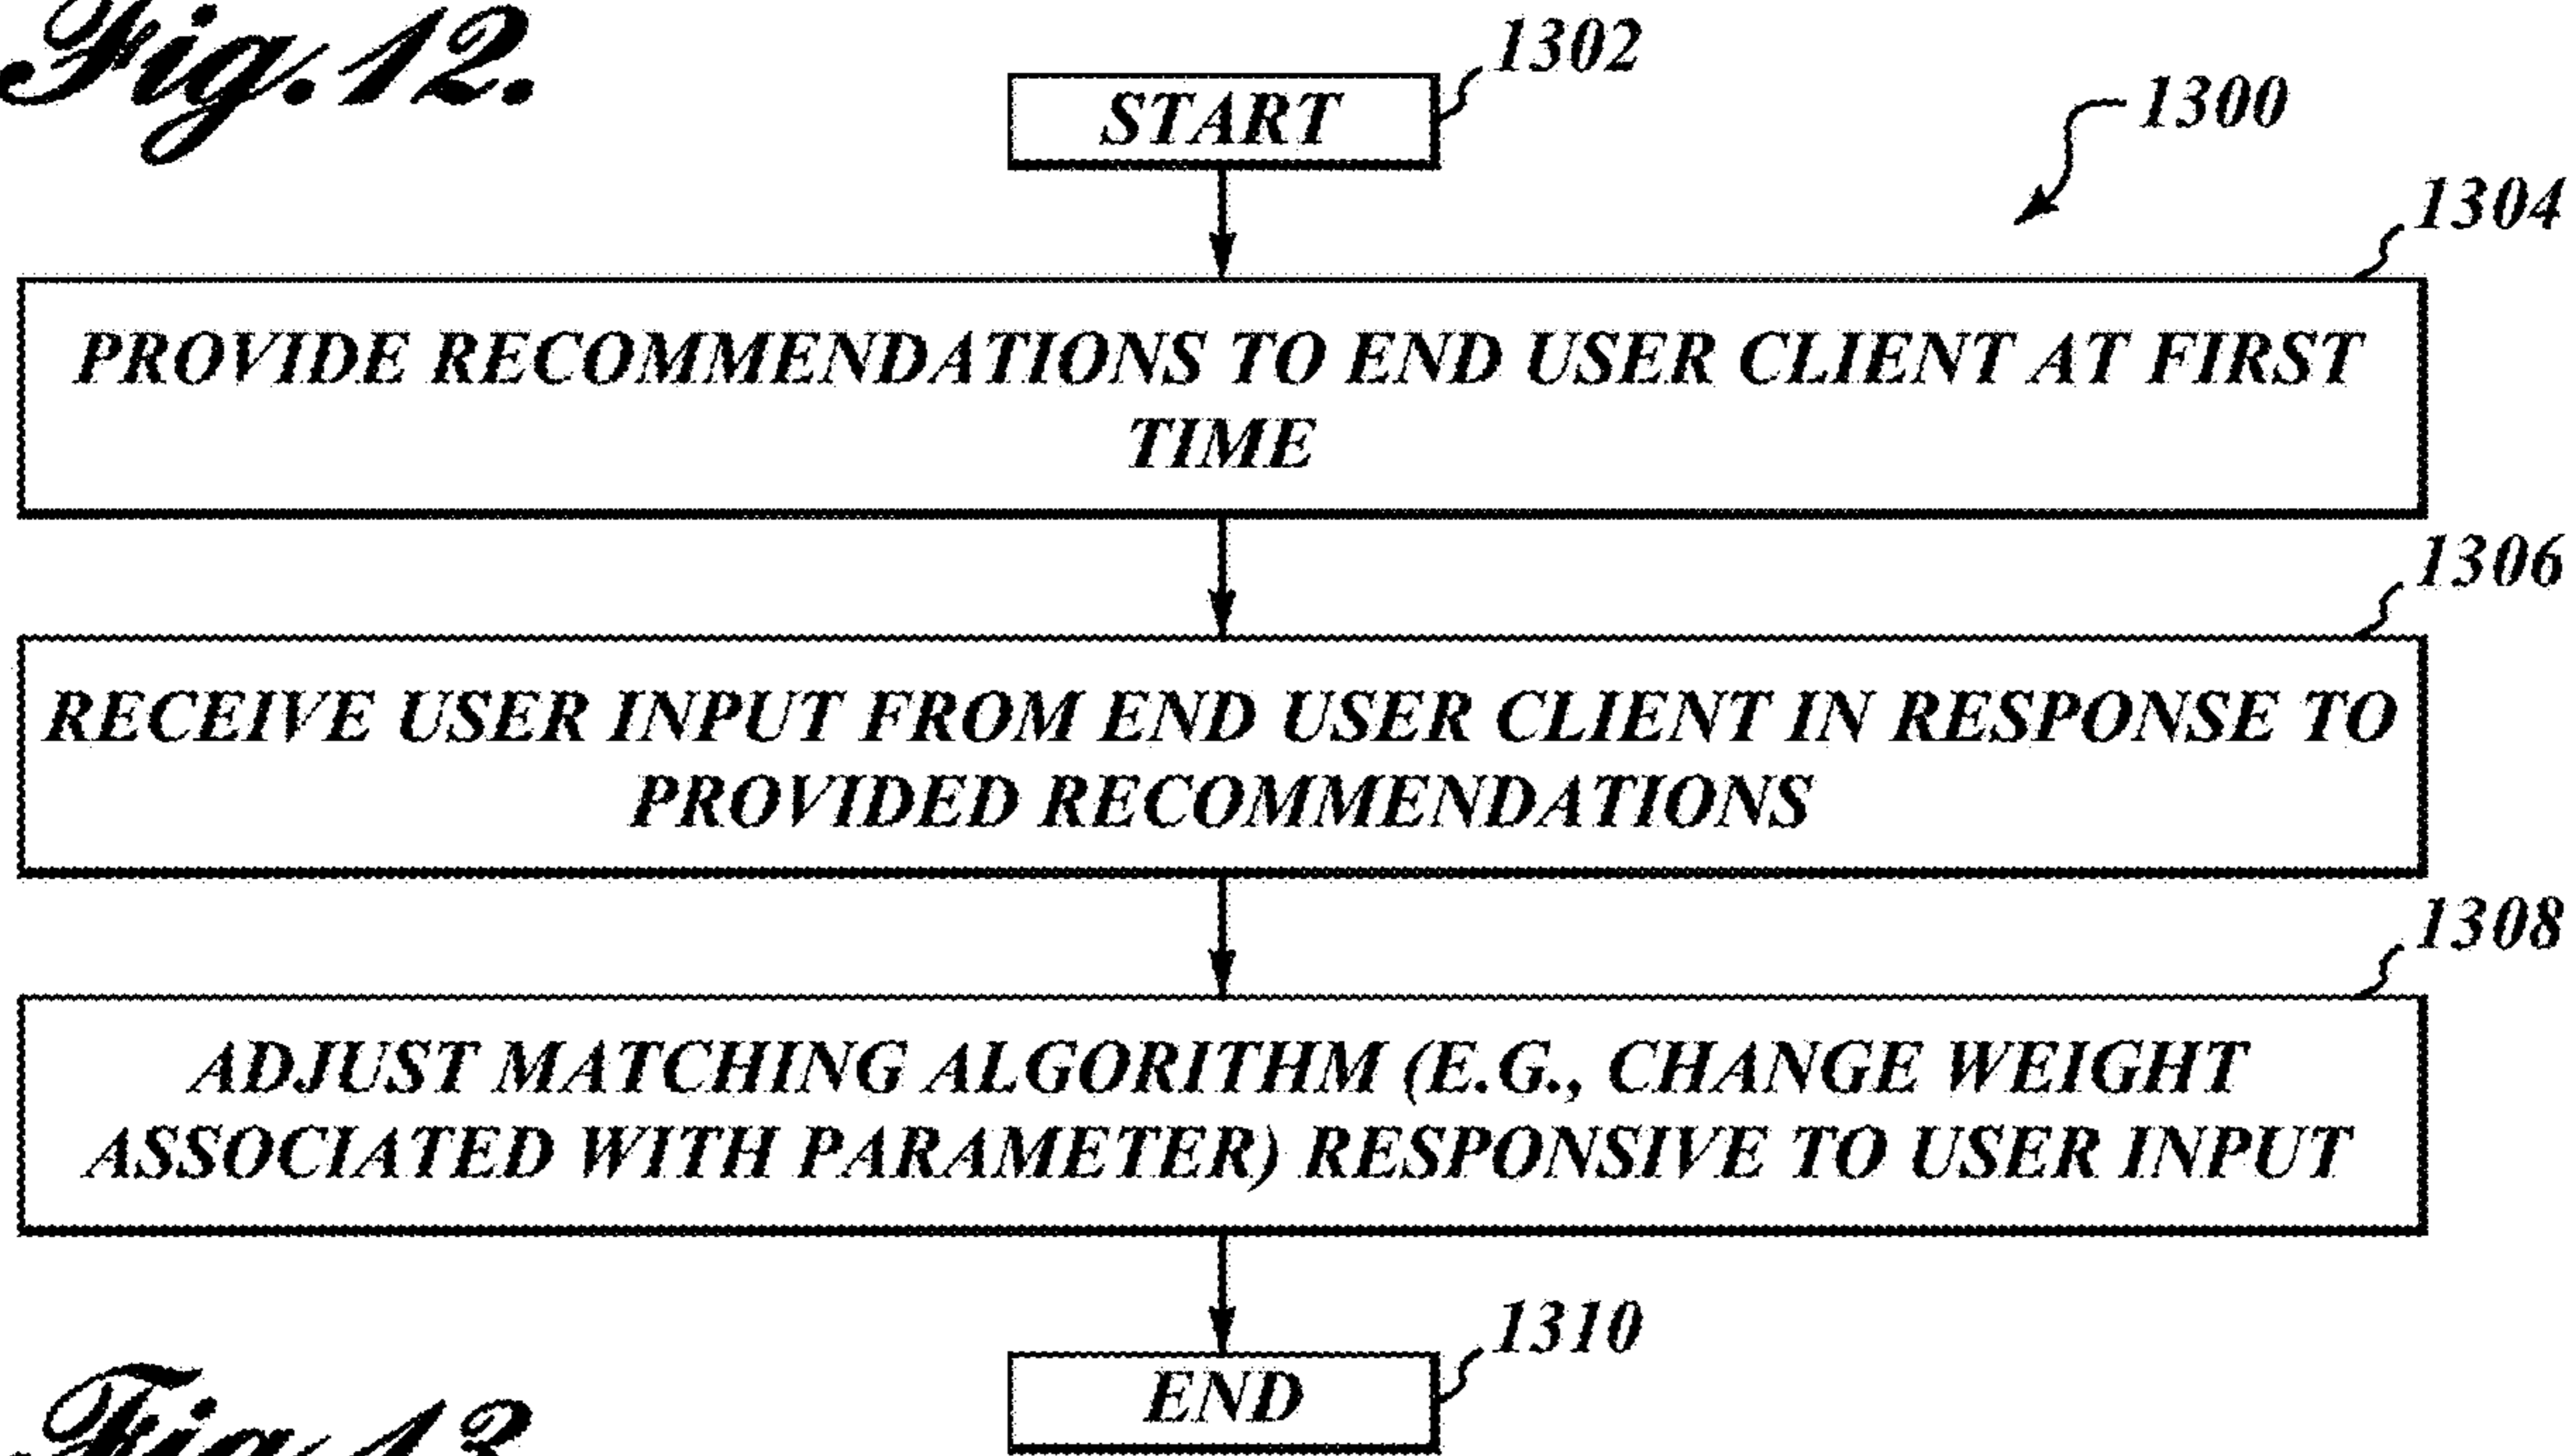 Fig.12.
START
1302
1300
1304
PROVIDE RECOMMENDATIONS TO END USER CLIENT AT FIRST
TIME
1306
RECEIVE USER INPUT FROM END USER CLIENT IN RESPONSE TO
PROVIDED RECOMMENDATIONS
1308
ADJUST MATCHING ALGORITHM (E.G., CHANGE WEIGHT
ASSOCIATED WITH PARAMETER) RESPONSIVE TO USER INPUT
1310
END
Fig.13